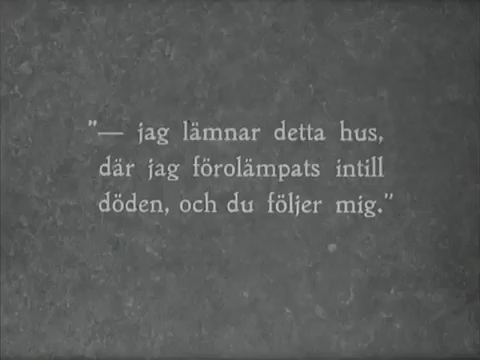 "— jag lämnar detta hus,
där jag förolämpats intill
döden, och du följer mig."